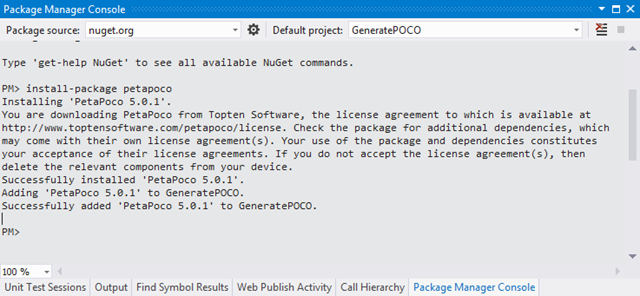 Package Manager Console
Package source: nuget.org Default project: GeneratePOCO
Type 'get-help NuGet' to see all available NuGet commands.
PM> install-package petapoco
Installing 'PetaPoco 5.0.1'.
You are downloading PetaPoco from Topten Software, the license agreement to which is available at
http://www.toptensoftware.com/petapoco/license. Check the package for additional dependencies, which
may come with their own license agreement(s). Your use of the package and dependencies constitutes
your acceptance of their license agreements. If you do not accept the license agreement(s), then
delete the relevant components from your device.
Successfully installed 'PetaPoco 5.0.1'.
Adding 'PetaPoco 5.0.1' to GeneratePOCO.
Successfully added 'PetaPoco 5.0.1' to GeneratePOCO.
PM>
100 %
Unit Test Sessions Output Find Symbol Results Web Publish Activity Call Hierarchy Package Manager Console